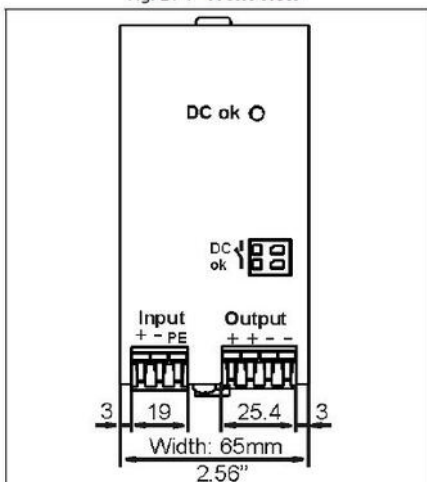 DC ok
DC
ok
Input Output
+ - PE + + - -
3 19 25.4 3
Width: 65mm
2.56"